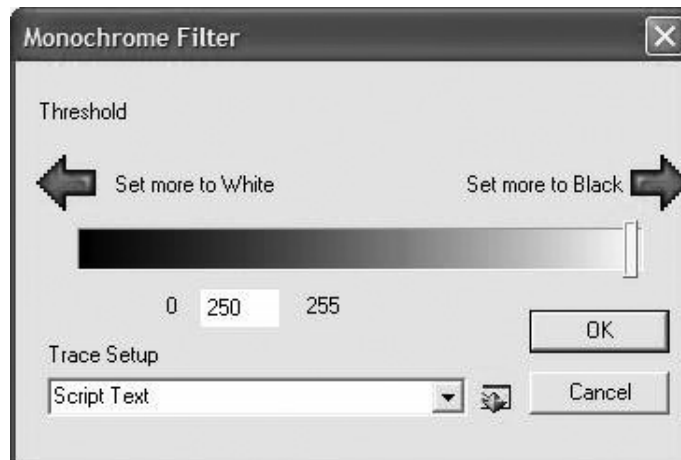 Monochrome Filter
Threshold
Set more to White Set more to Black
0 250 255
OK
Trace Setup
Script Text
Cancel